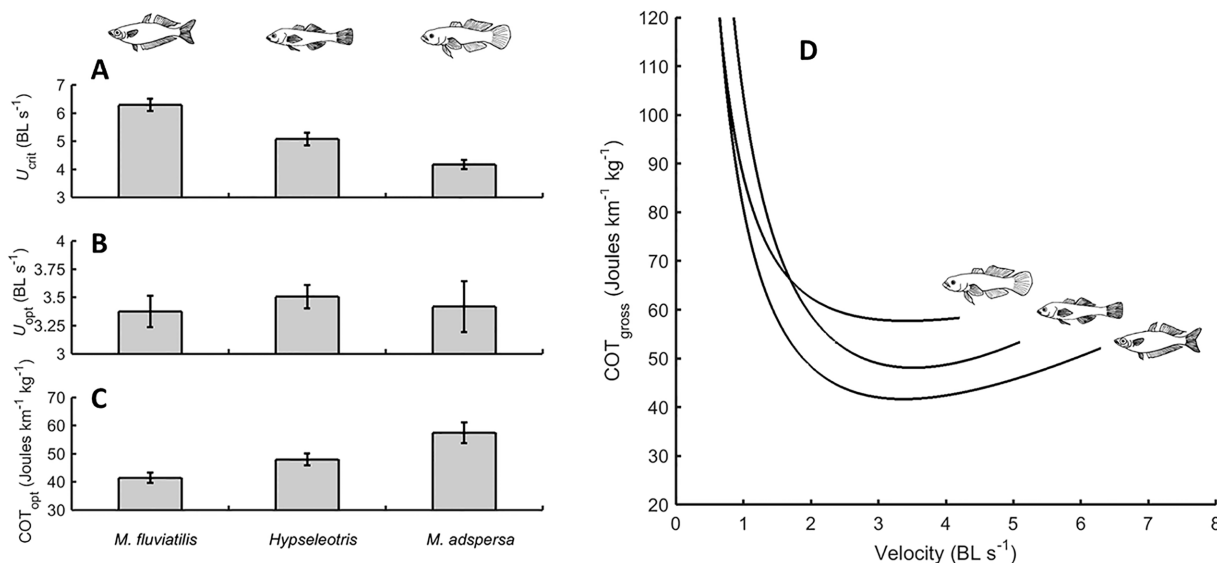 A
7
6
5
4
3
U_crit (BL s⁻¹)
B
4
3.75
3.5
3.25
3
U_opt (BL s⁻¹)
C
70
60
50
40
30
COT_opt (Joules km⁻¹ kg⁻¹)
M. fluviatilis
Hypseleotris
M. adspersa
D
120
110
100
90
80
70
60
50
40
30
20
COT_gross (Joules km⁻¹ kg⁻¹)
0 1 2 3 4 5 6 7 8
Velocity (BL s⁻¹)